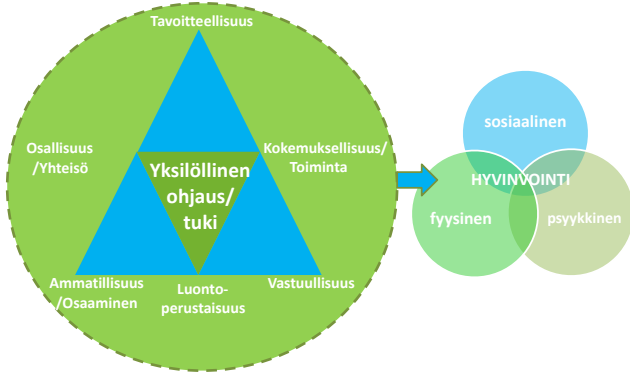 Tavoitteellisuus
Osallisuus
/Yhteisö
Kokemuksellisuus/
Toiminta
Yksilöllinen
ohjaus/
tuki
Ammatillisuus
/Osaaminen
Luonto-
perustaisuus
Vastuullisuus
sosiaalinen
HYVINVOINTI
fyysinen
psyykkinen